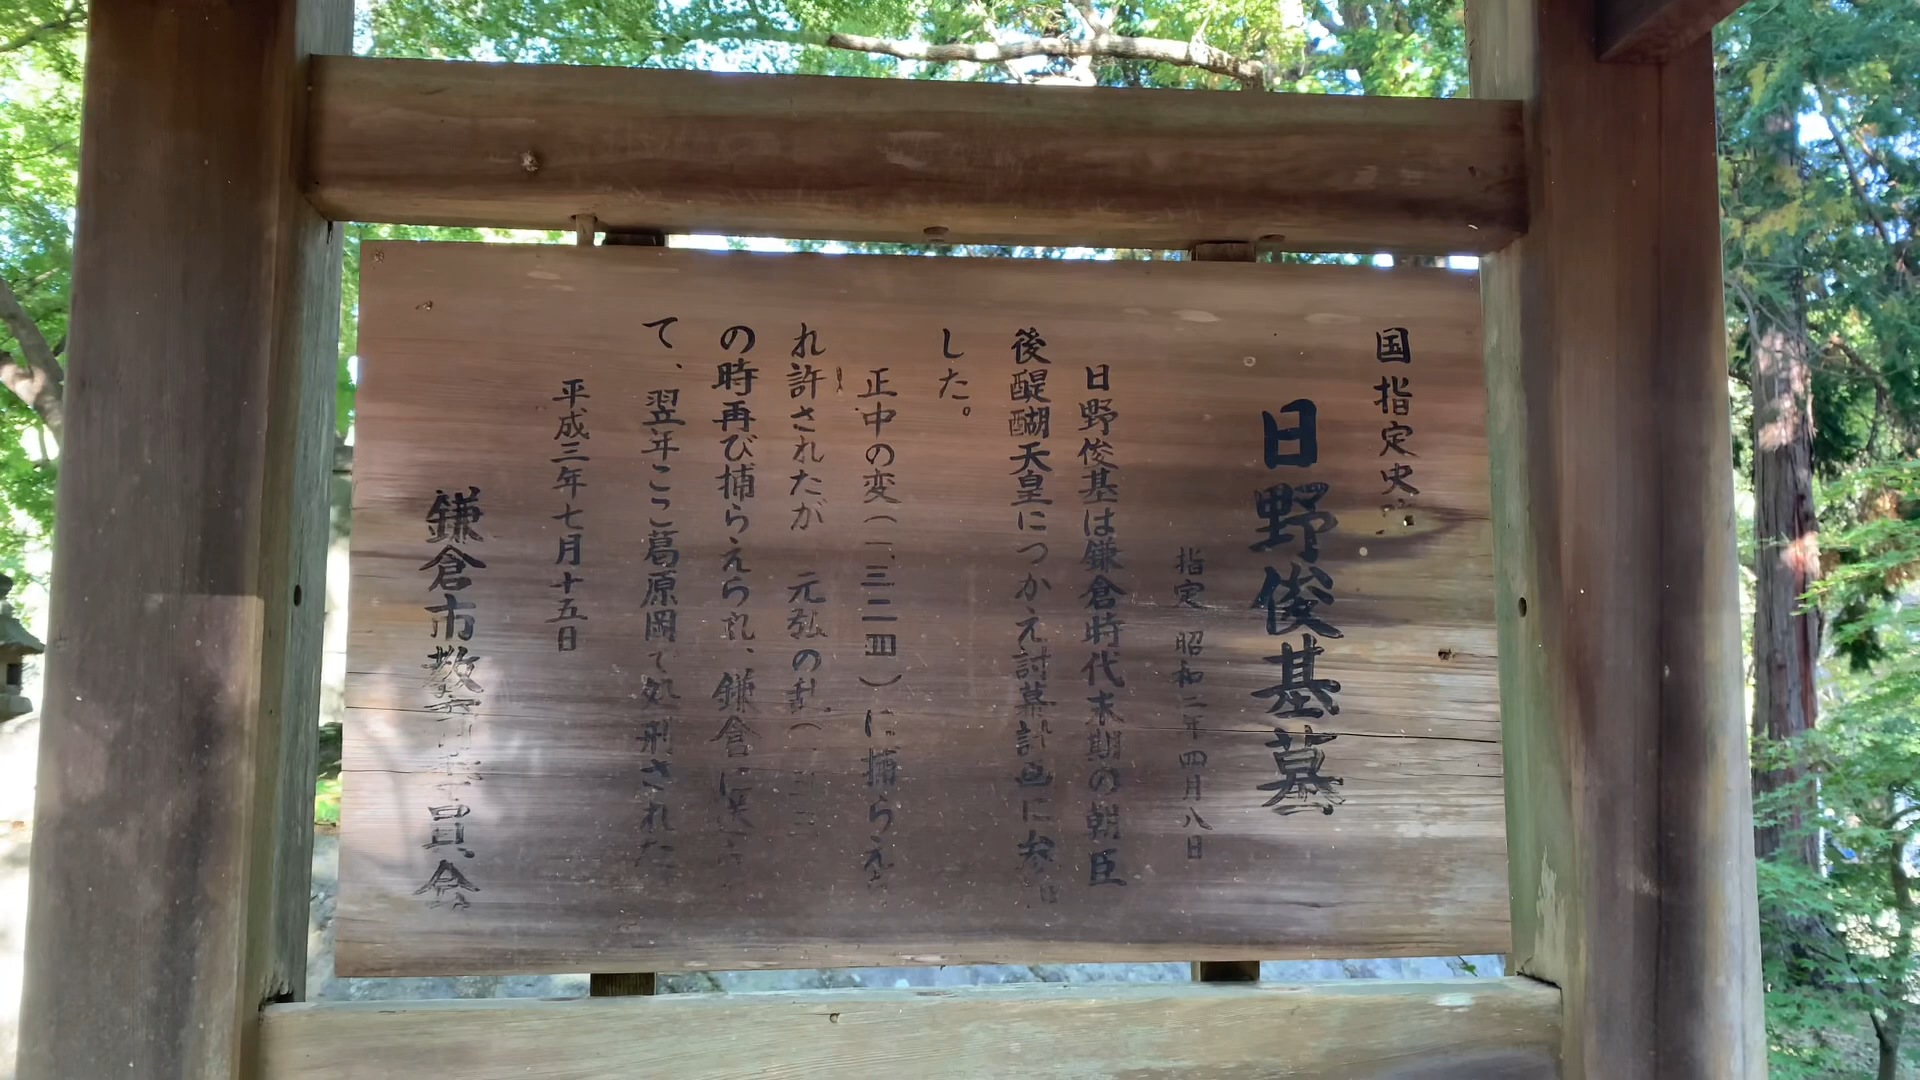 国指定史跡
日野俊基墓
指定 昭和二年四月八日
日野俊基は鎌倉時代末期の朝臣
後醍醐天皇につかえ討幕計画に参加
した。
正中の変(一三二四)に捕らえら
れ許されたが 元弘の乱(一三三一)
の時再び捕らえられ、鎌倉に送られ
て、翌年ここ葛原岡で処刑された
平成三年七月十五日
鎌倉市教育委員会